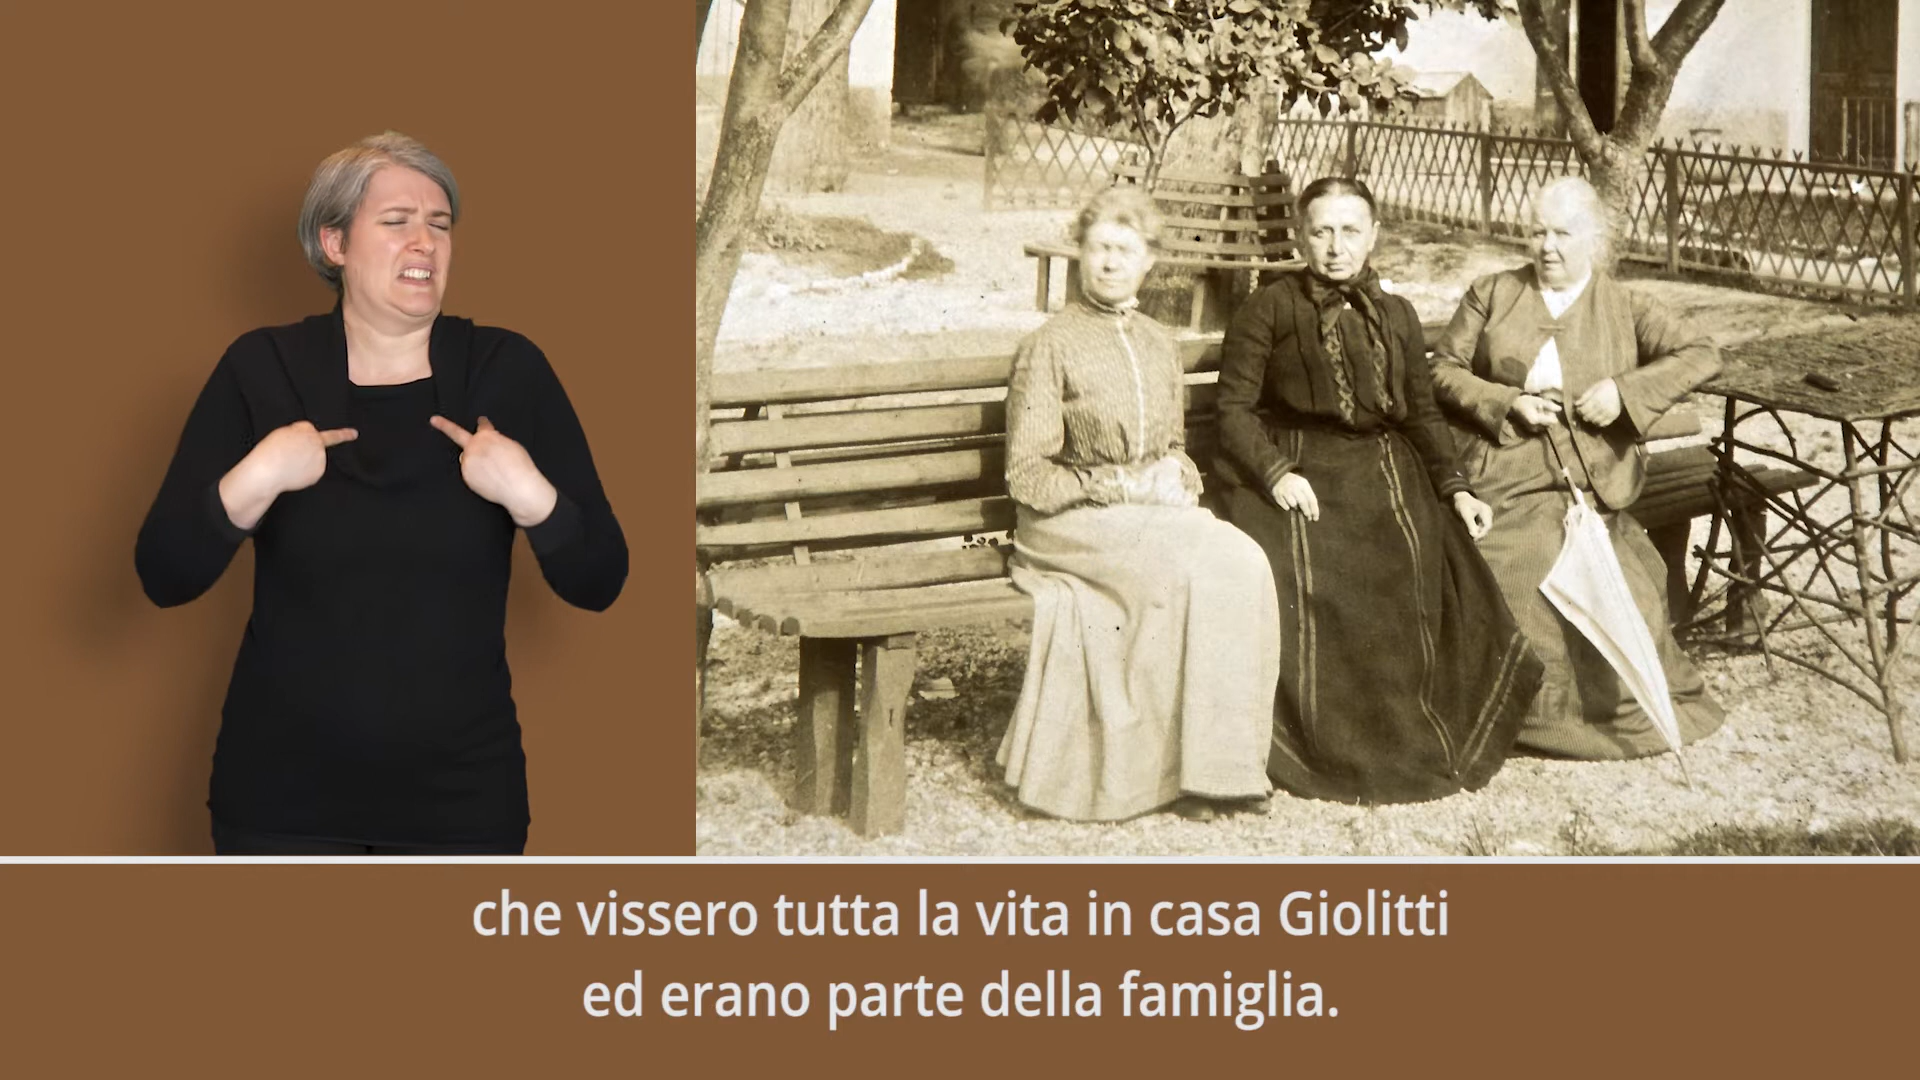 che vissero tutta la vita in casa Giolitti
ed erano parte della famiglia.